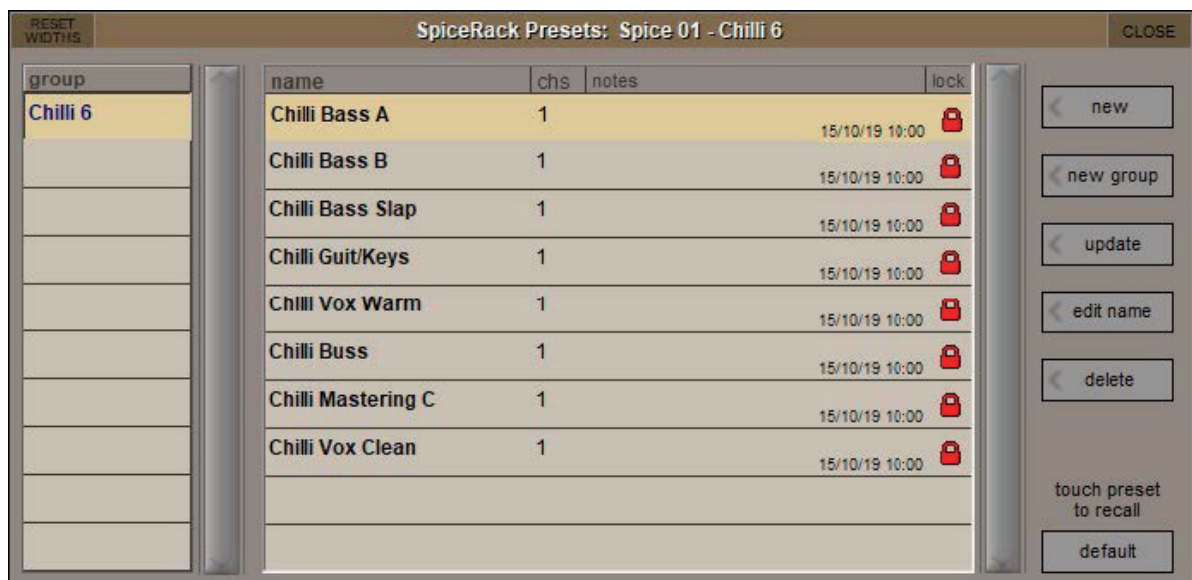 RESET
WIDTHS
SpiceRack Presets: Spice 01 - Chilli 6
CLOSE
group
Chilli 6
name chs notes lock
Chilli Bass A 1 15/10/19 10:00
Chilli Bass B 1 15/10/19 10:00
Chilli Bass Slap 1 15/10/19 10:00
Chilli Guit/Keys 1 15/10/19 10:00
Chilli Vox Warm 1 15/10/19 10:00
Chilli Buss 1 15/10/19 10:00
Chilli Mastering C 1 15/10/19 10:00
Chilli Vox Clean 1 15/10/19 10:00
new
new group
update
edit name
delete
touch preset
to recall
default